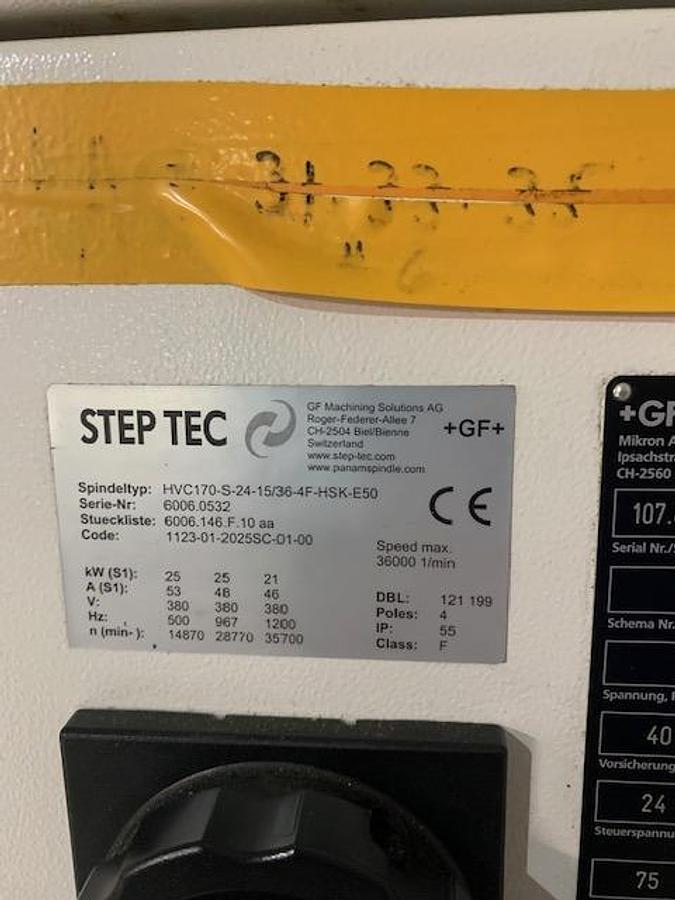 31.33.35
" 6
STEP TEC
GF Machining Solutions AG
Roger-Federer-Allee 7
CH-2504 Biel/Bienne
Switzerland
www.step-tec.com
www.panamspindle.com
+GF+
Spindeltyp: HVC170-S-24-15/36-4F-HSK-E50
Serie-Nr: 6006.0532
Stueckliste: 6006.146.F.10 aa
Code: 1123-01-2025SC-01-00
CE
Speed max.
36000 1/min
kW (S1): 25 25 21
A (S1): 53 48 46
V: 380 380 380
Hz: 500 967 1200
n (min- ): 14870 28770 35700
DBL: 121 199
Poles: 4
IP: 55
Class: F
+GF
Mikron A
Ipsachstr
CH-2560
107.
Serial Nr./
Schema Nr.
Spannung,
40
Vorsicherung
24
Steuerspannu
75